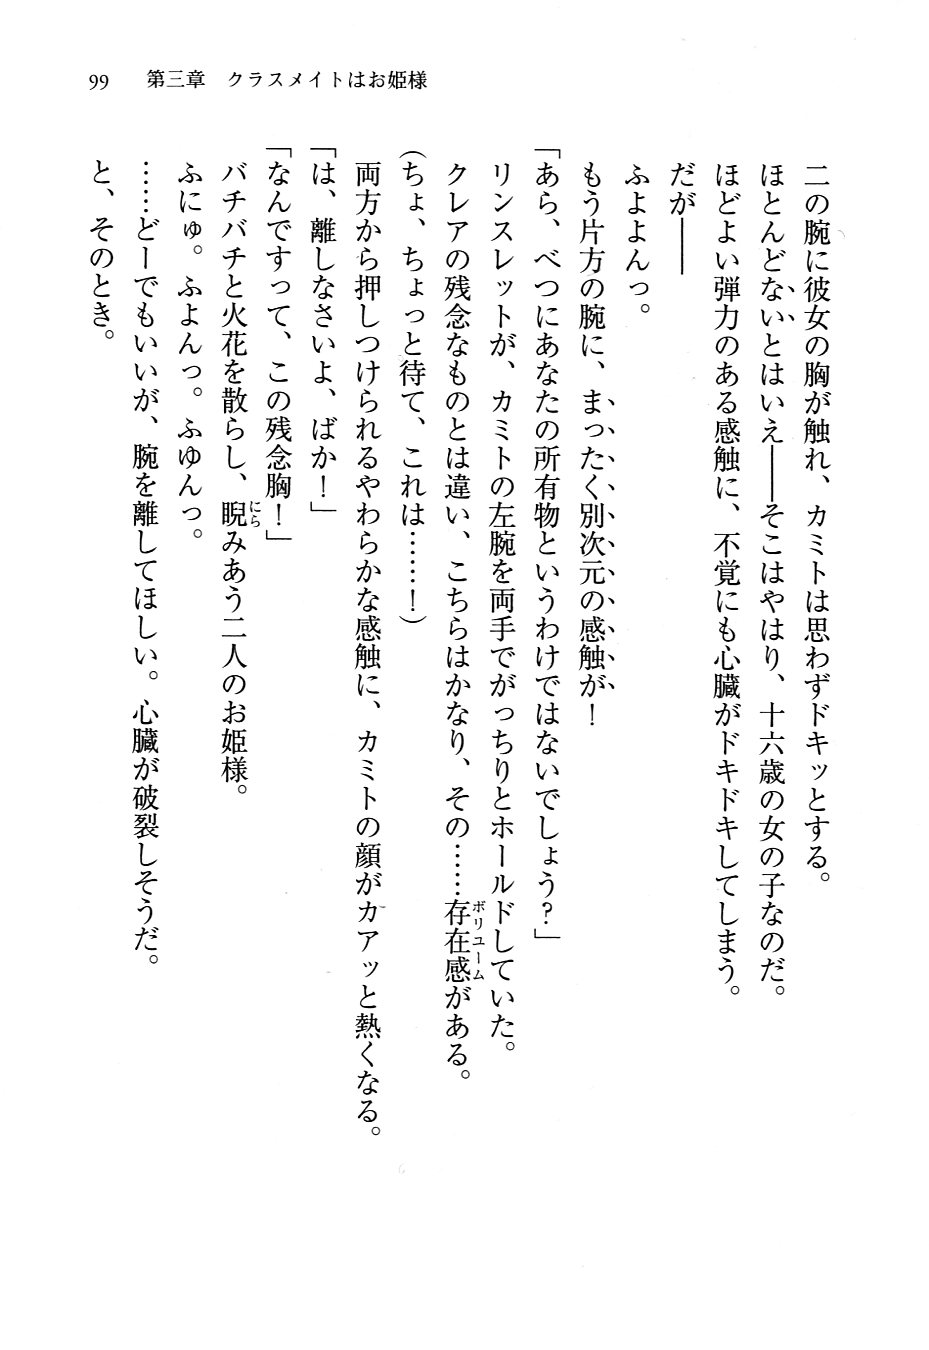 99　第三章　クラスメイトはお姫様
二の腕に彼女の胸が触れ、カミトは思わずドキッとする。
ほとんどないとはいえ――そこはやはり、十六歳の女の子なのだ。
ほどよい弾力のある感触に、不覚にも心臓がドキドキしてしまう。
だが――
ふよよんっ。
もう片方の腕に、まったく別次元の感触が！
「あら、べつにあなたの所有物というわけではないでしょう？」
リンスレットが、カミトの左腕を両手でがっちりとホールドしていた。
クレアの残念なものとは違い、こちらはかなり、その……存在感ボリユームがある。
（ちょ、ちょっと待て、これは……！）
両方から押しつけられるやわらかな感触に、カミトの顔がカアッと熱くなる。
「は、離しなさいよ、ばか！」
「なんですって、この残念胸！」
バチバチと火花を散らし、睨にらみあう二人のお姫様。
ふにゅ。ふよんっ。ふゆんっ。
……どーでもいいが、腕を離してほしい。心臓が破裂しそうだ。
と、そのとき。